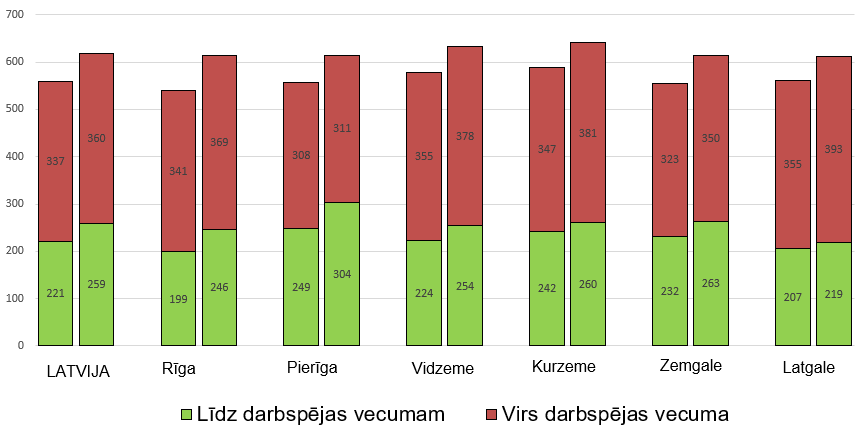 700
600
500
400
300
200
100
0
337 360 341 369 308 311 355 378 347 381 323 350 355 393
221 259 199 246 249 304 224 254 242 260 232 263 207 219
LATVIJA Rīga Pierīga Vidzeme Kurzeme Zemgale Latgale
Līdz darbspējas vecumam Virs darbspējas vecuma